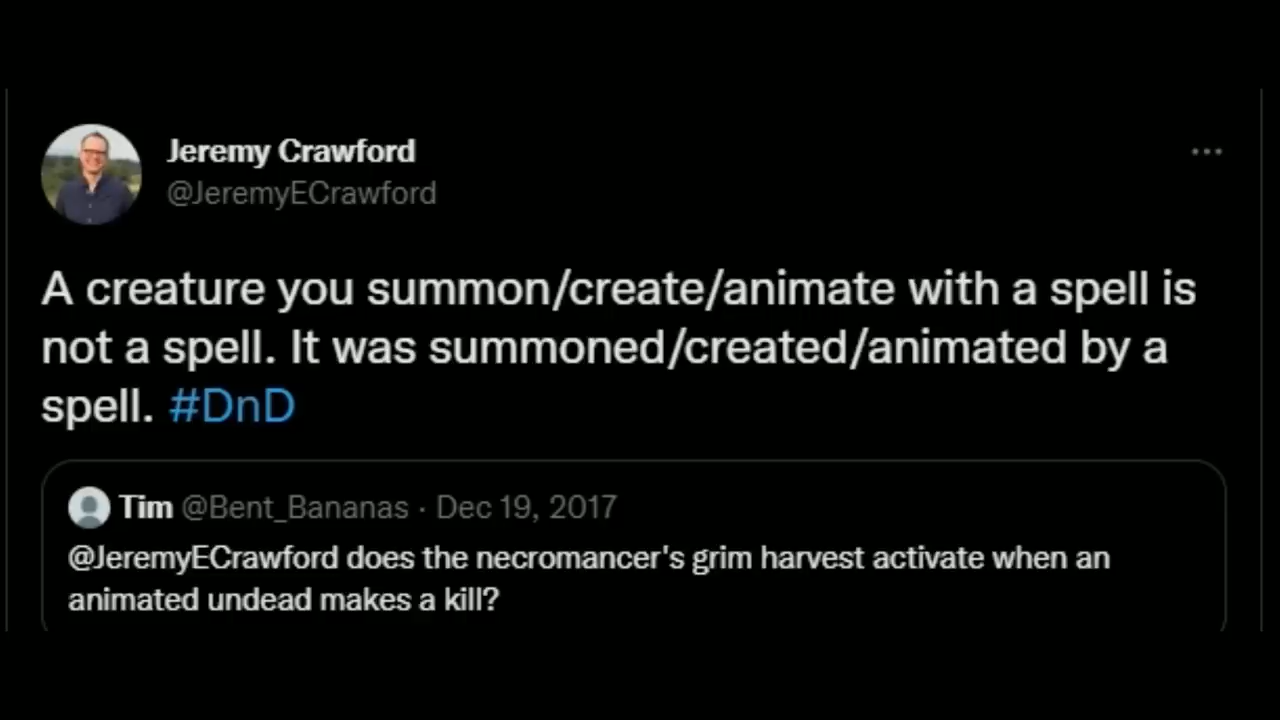 Jeremy Crawford
@JeremyECrawford
A creature you summon/create/animate with a spell is
not a spell. It was summoned/created/animated by a
spell. #DnD
Tim @Bent_Bananas · Dec 19, 2017
@JeremyECrawford does the necromancer's grim harvest activate when an
animated undead makes a kill?